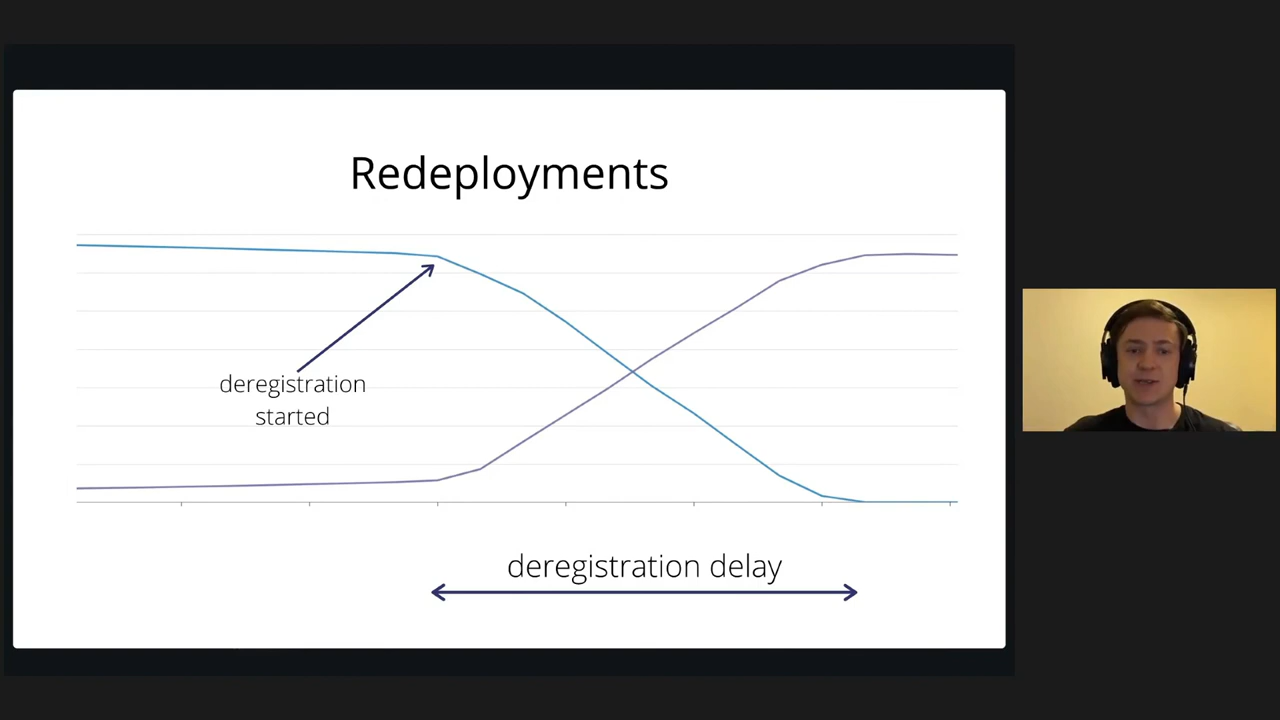 Redeployments
deregistration
started
deregistration delay